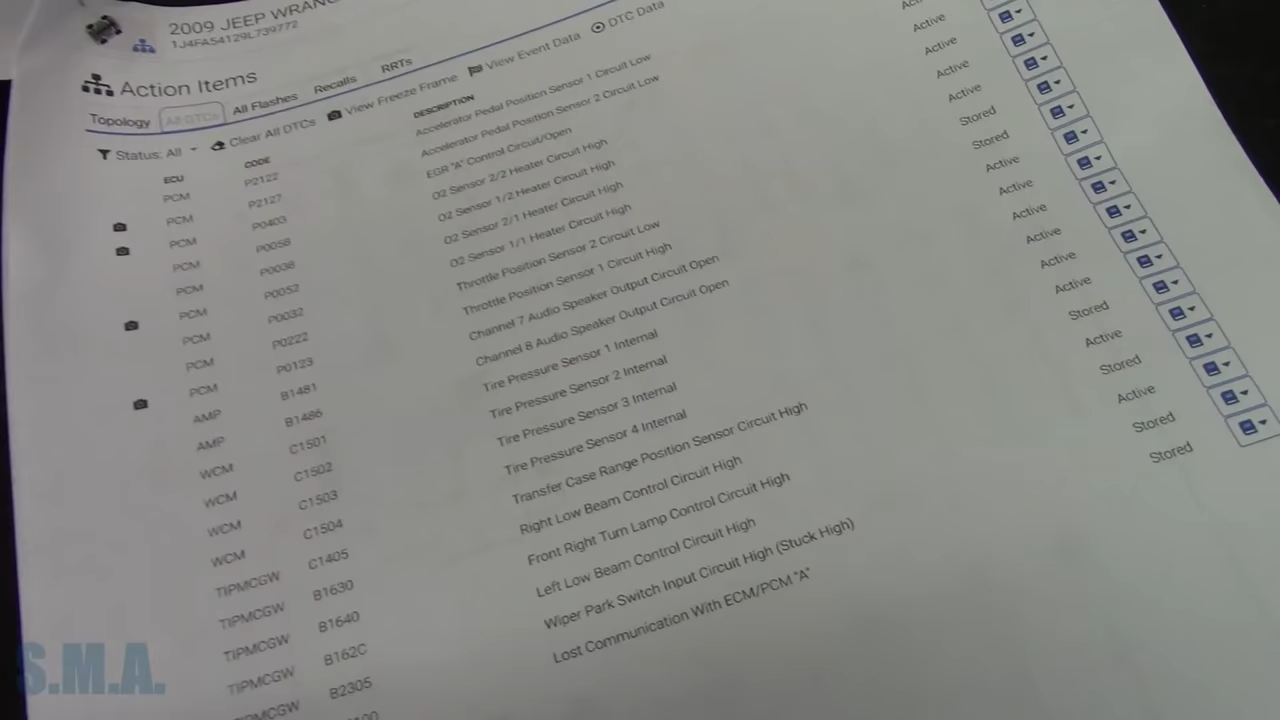 2009 JEEP WRANG
1J4FA54129L739772
Action Items
Topology All DTCs All Flashes Recalls RRTs
Status: All Clear All DTCs View Freeze Frame View Event Data DTC Data
ECU CODE DESCRIPTION
PCM P2122 Accelerator Pedal Position Sensor 1 Circuit Low
PCM P2127 Accelerator Pedal Position Sensor 2 Circuit Low
PCM P0403 EGR "A" Control Circuit/Open
PCM P0058 O2 Sensor 2/2 Heater Circuit High Active
PCM P0038 O2 Sensor 1/2 Heater Circuit High Active
PCM P0052 O2 Sensor 2/1 Heater Circuit High Active
PCM P0032 O2 Sensor 1/1 Heater Circuit High Active
PCM P0222 Throttle Position Sensor 2 Circuit Low Stored
PCM P0123 Throttle Position Sensor 1 Circuit High Stored
AMP B1481 Channel 7 Audio Speaker Output Circuit Open Active
AMP B1486 Channel 8 Audio Speaker Output Circuit Open Active
WCM C1501 Tire Pressure Sensor 1 Internal Active
WCM C1502 Tire Pressure Sensor 2 Internal Active
WCM C1503 Tire Pressure Sensor 3 Internal Active
WCM C1504 Tire Pressure Sensor 4 Internal Active
TIPMCGW C1405 Transfer Case Range Position Sensor Circuit High Stored
TIPMCGW B1630 Right Low Beam Control Circuit High Active
TIPMCGW B1640 Front Right Turn Lamp Control Circuit High Stored
TIPMCGW B162C Left Low Beam Control Circuit High Active
TIPMCGW B2305 Wiper Park Switch Input Circuit High (Stuck High) Stored
Lost Communication With ECM/PCM "A" Stored
S.M.A.